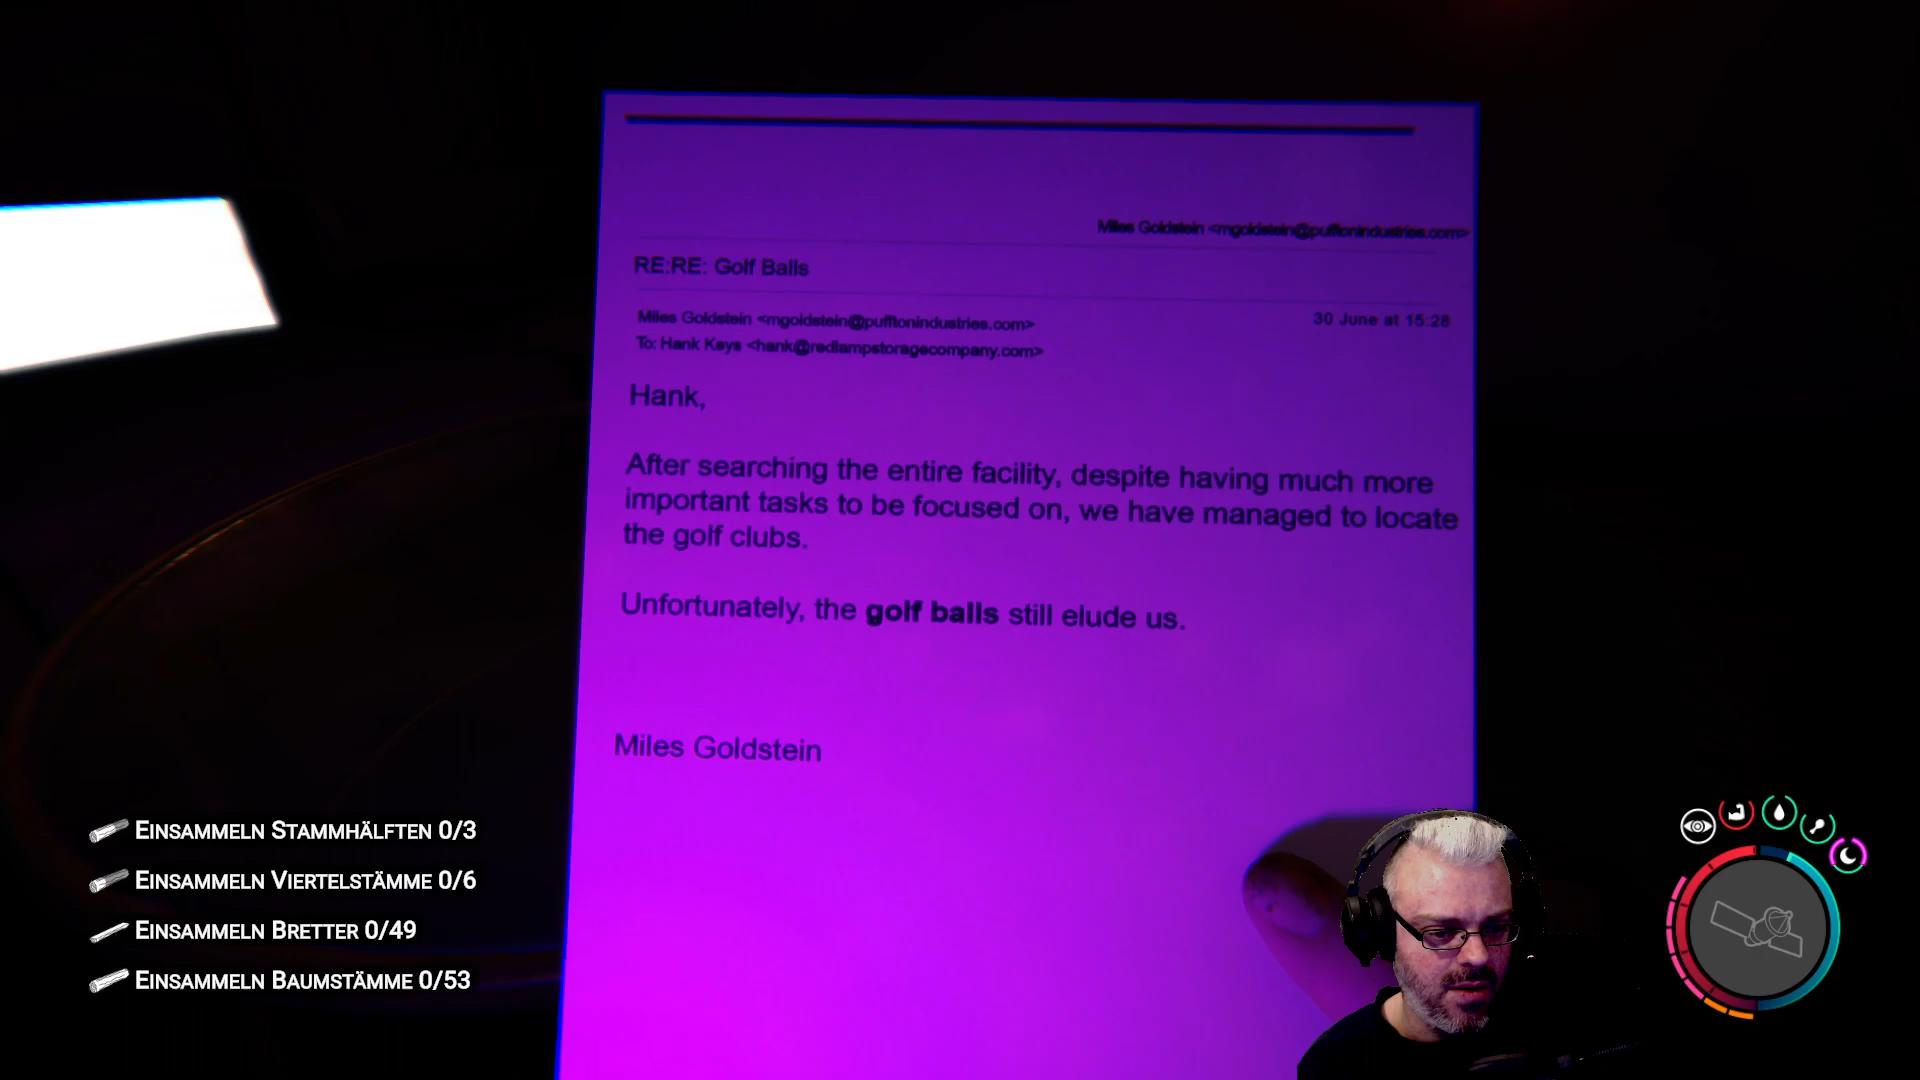 Miles Goldstein <mgoldstein@pufftonindustries.com>
RE:RE: Golf Balls
Miles Goldstein <mgoldstein@pufftonindustries.com>
30 June at 15:28
To: Hank Keys <hank@redlampstoragecompany.com>
Hank,
After searching the entire facility, despite having much more
important tasks to be focused on, we have managed to locate
the golf clubs.
Unfortunately, the golf balls still elude us.
Miles Goldstein
EINSAMMELN STAMMHÄLFTEN 0/3
EINSAMMELN VIERTELSTÄMME 0/6
EINSAMMELN BRETTER 0/49
EINSAMMELN BAUMSTÄMME 0/53